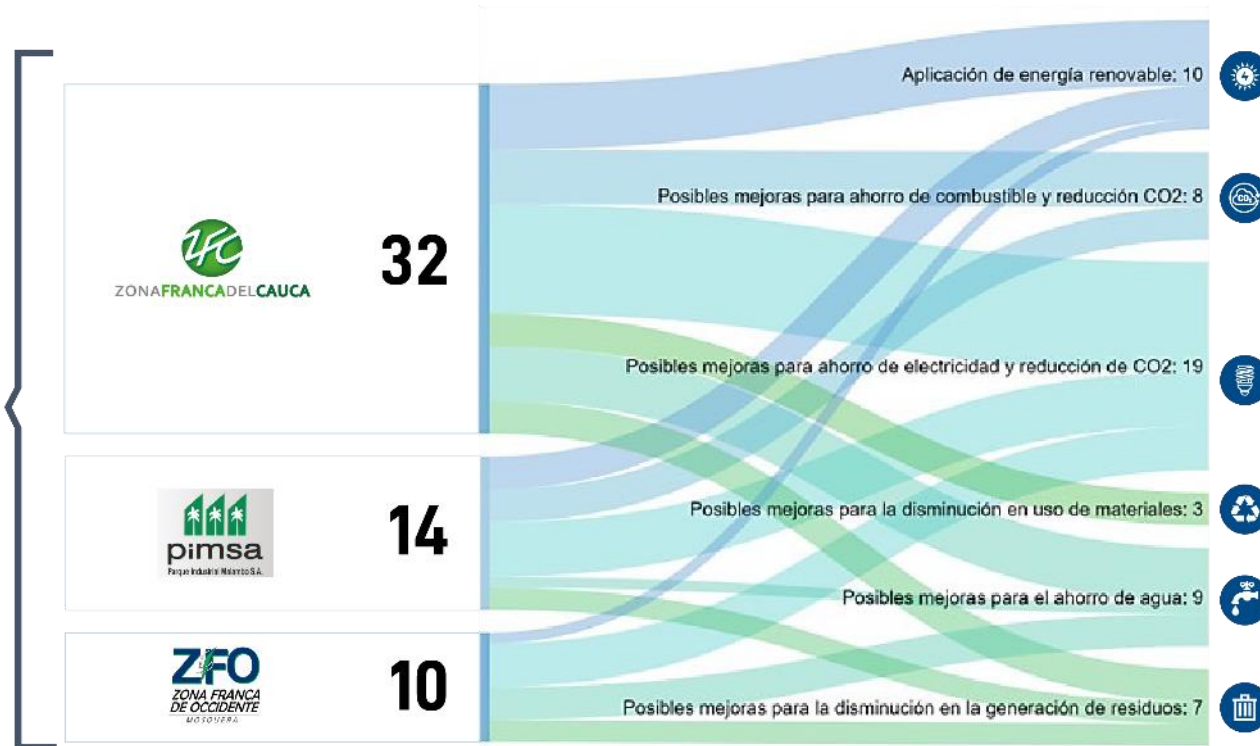 Aplicación de energía renovable: 10
Posibles mejoras para ahorro de combustible y reducción CO2: 8
CO₂
ZFC
ZONAFRANCADELCAUCA
32
Posibles mejoras para ahorro de electricidad y reducción de CO2: 19
pimsa
Parque Industrial Malambo S.A.
14
Posibles mejoras para la disminución en uso de materiales: 3
Posibles mejoras para el ahorro de agua: 9
ZFO
ZONA FRANCA
DE OCCIDENTE
MOSQUERA
10
Posibles mejoras para la disminución en la generación de residuos: 7